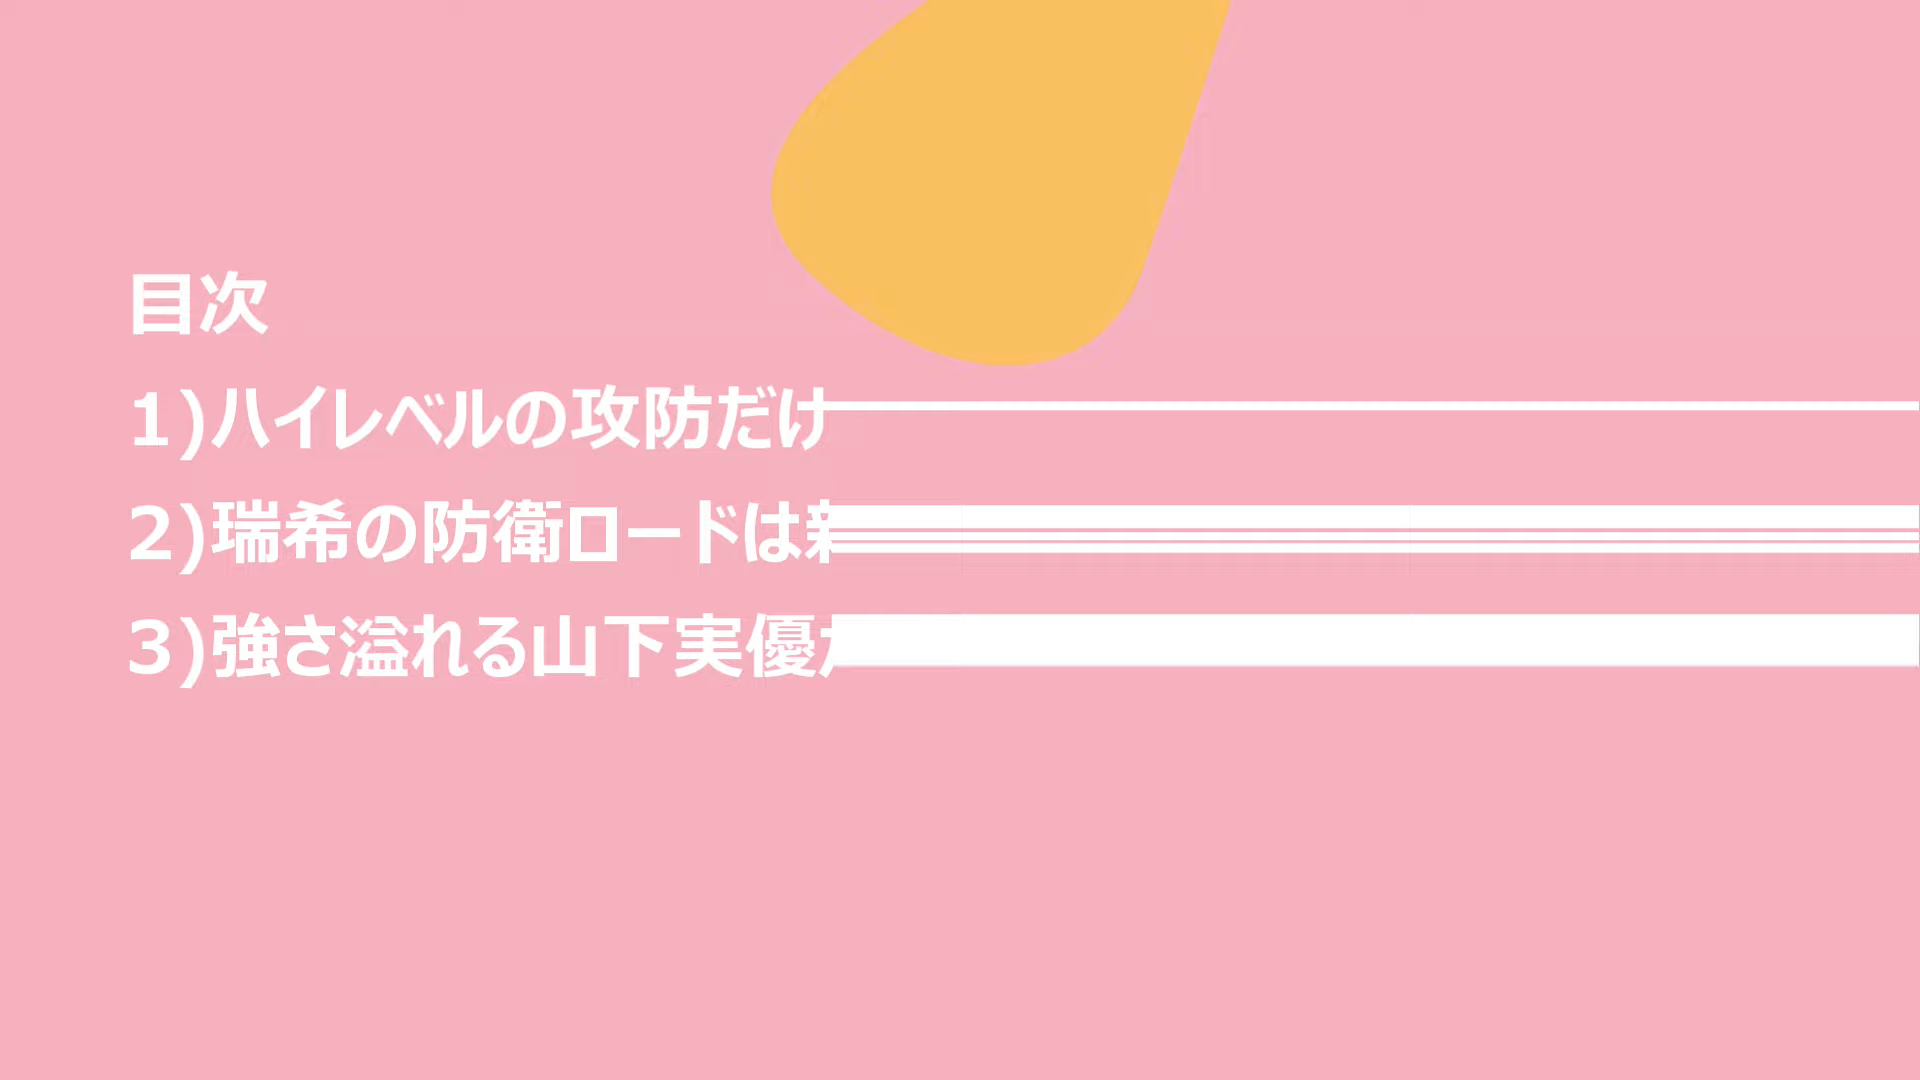 目次
1)ハイレベルの攻防だけ
2)瑞希の防衛ロードは
3)強さ溢れる山下実優